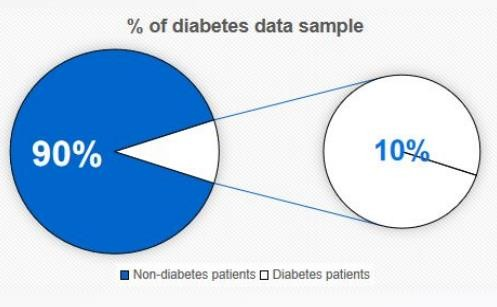 % of diabetes data sample
90%
10%
Non-diabetes patients Diabetes patients